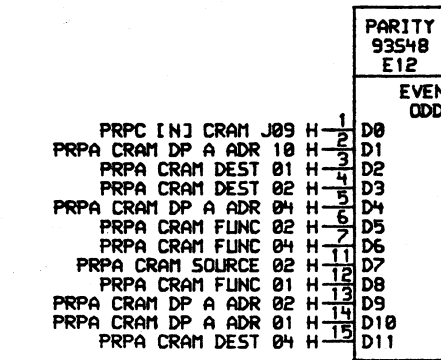 PARITY
93S48
E12
EVEN
ODD
PRPC [N] CRAM J09 H 1 D0
PRPA CRAM DP A ADR 10 H 2 D1
PRPA CRAM DEST 01 H 3 D2
PRPA CRAM DEST 02 H 4 D3
PRPA CRAM DP A ADR 04 H 5 D4
PRPA CRAM FUNC 02 H 6 D5
PRPA CRAM FUNC 04 H 7 D6
PRPA CRAM SOURCE 02 H 11 D7
PRPA CRAM FUNC 01 H 12 D8
PRPA CRAM DP A ADR 02 H 13 D9
PRPA CRAM DP A ADR 01 H 14 D10
PRPA CRAM DEST 04 H 15 D11